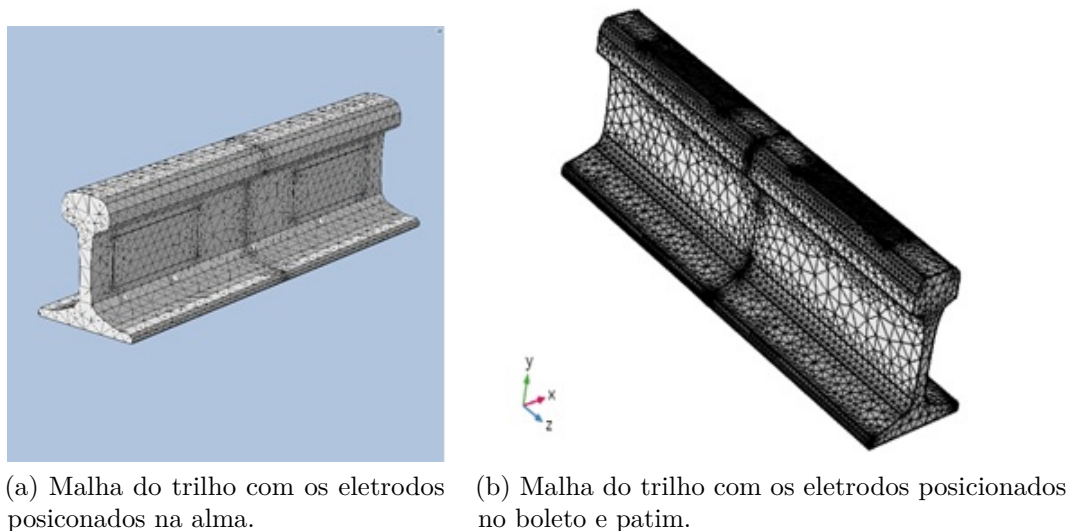 y
x
z
(a) Malha do trilho com os eletrodos
posiconados na alma.
(b) Malha do trilho com os eletrodos posicionados
no boleto e patim.